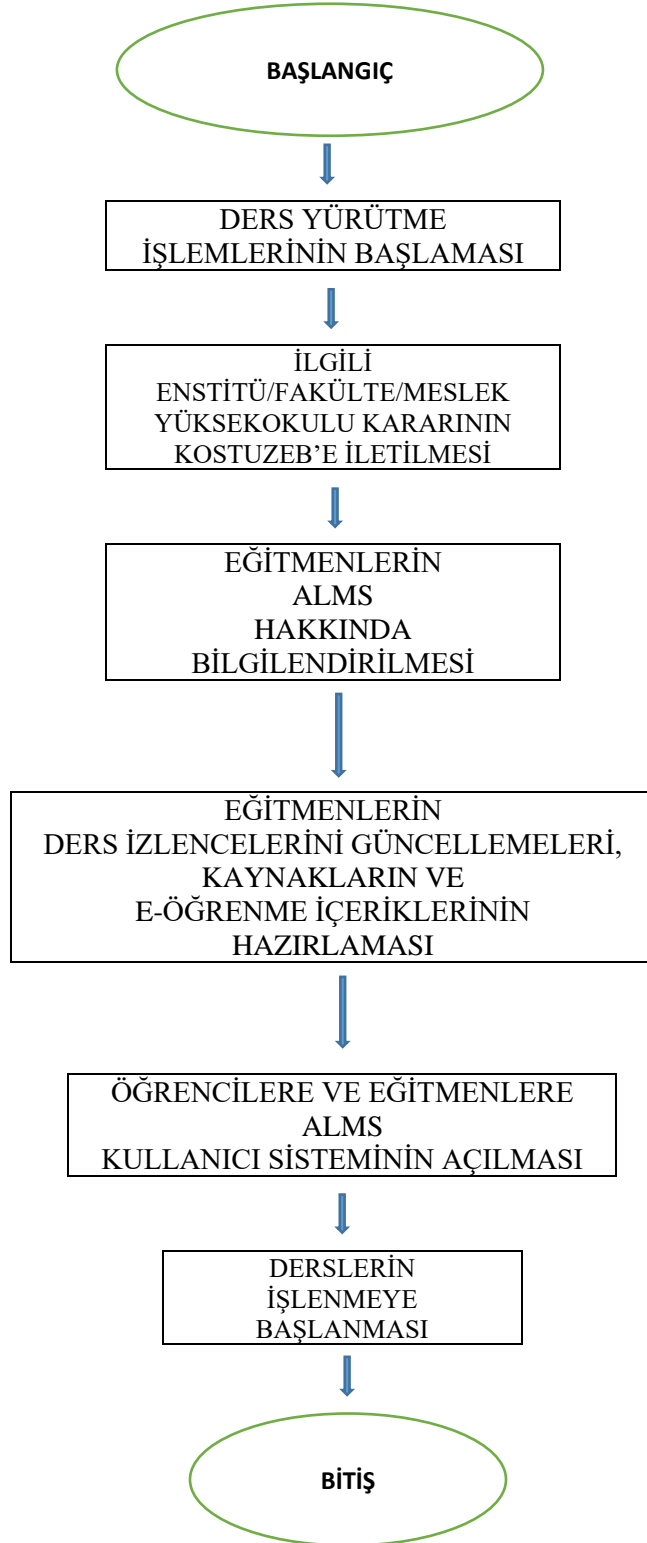 BAŞLANGIÇ
DERS YÜRÜTME
İŞLEMLERİNİN BAŞLAMASI
İLGİLİ
ENSTİTÜ/FAKÜLTE/MESLEK
YÜKSEKOKULU KARARININ
KOSTUZEB’E İLETİLMESİ
EĞİTMENLERİN
ALMS
HAKKINDA
BİLGİLENDİRİLMESİ
EĞİTMENLERİN
DERS İZLENCELERİNİ GÜNCELLEMELERİ,
KAYNAKLARIN VE
E-ÖĞRENME İÇERİKLERİNİN
HAZIRLAMASI
ÖĞRENCİLERE VE EĞİTMENLERE
ALMS
KULLANICI SİSTEMİNİN AÇILMASI
DERSLERİN
İŞLENMEYE
BAŞLANMASI
BİTİŞ